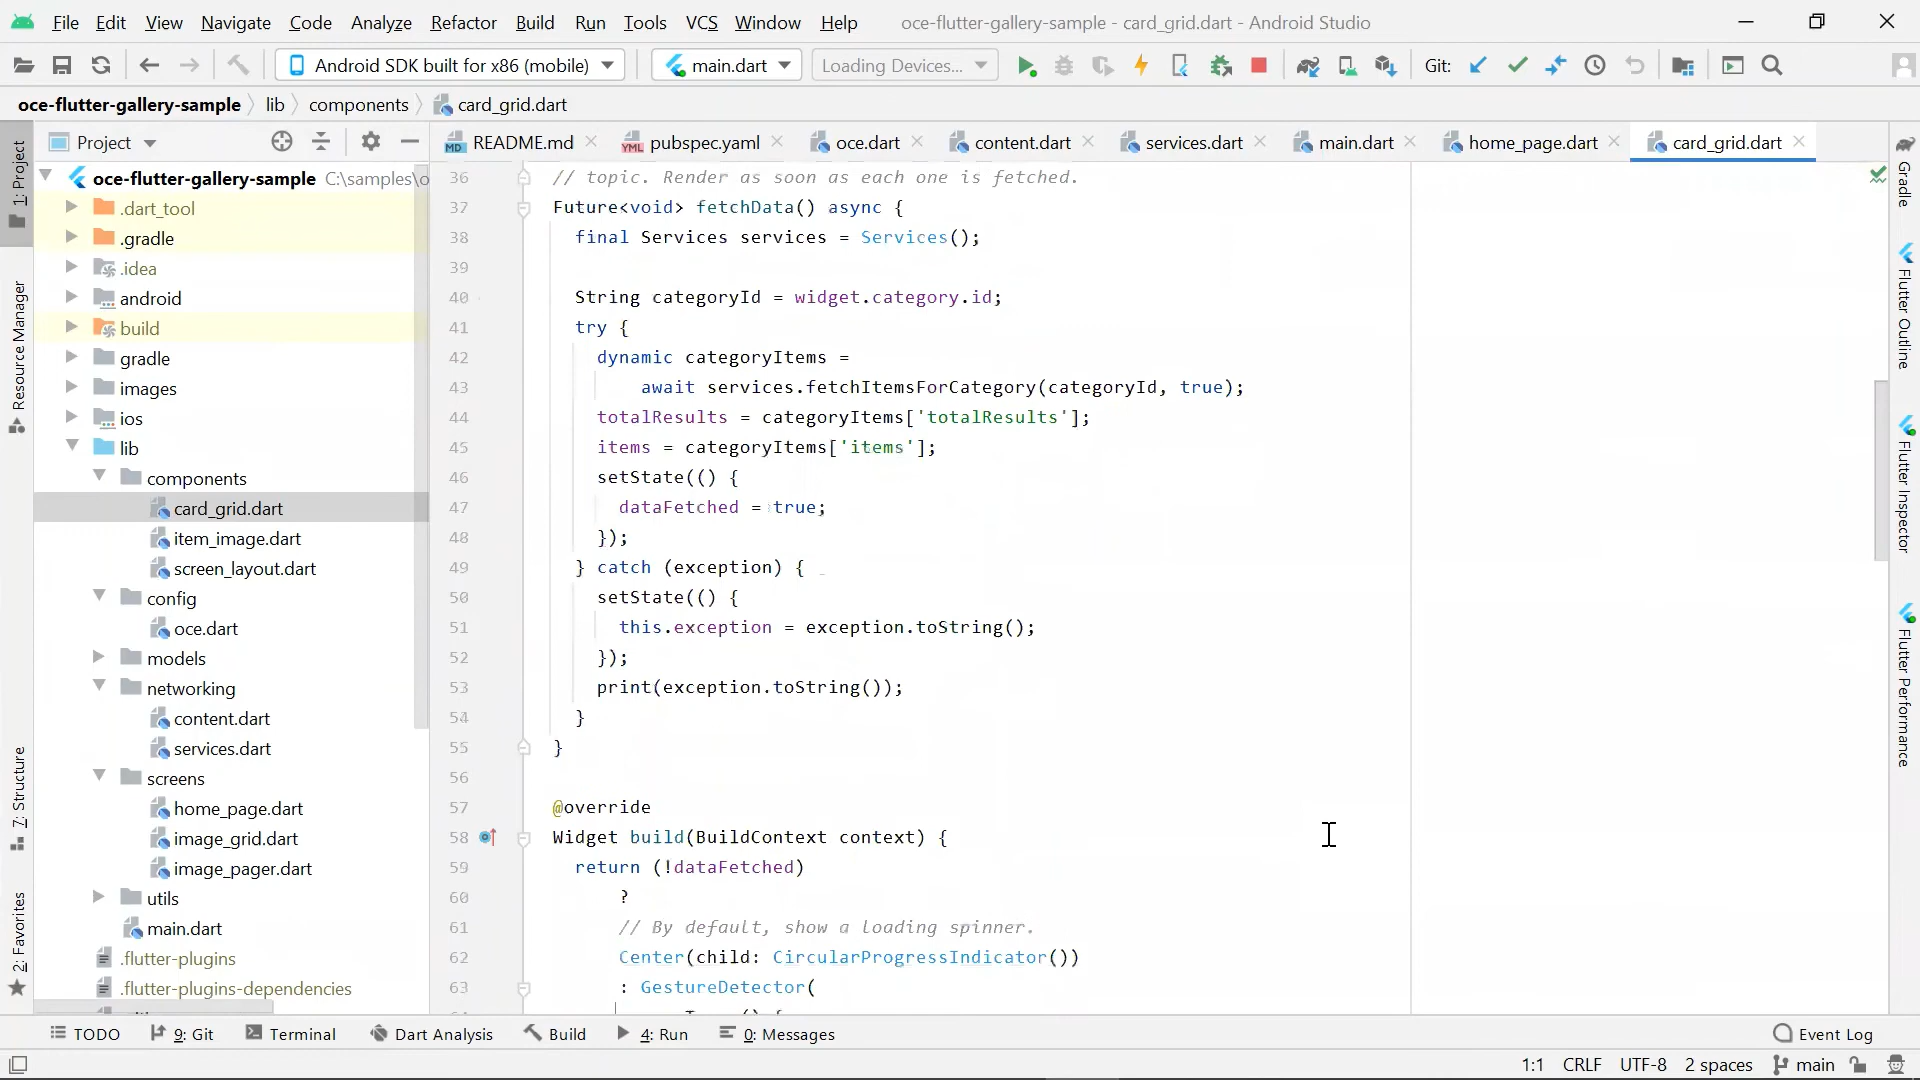 File Edit View Navigate Code Analyze Refactor Build Run Tools VCS Window Help oce-flutter-gallery-sample - card_grid.dart - Android Studio
Android SDK built for x86 (mobile) main.dart Loading Devices... Git:
oce-flutter-gallery-sample lib components card_grid.dart
Project README.md pubspec.yaml oce.dart content.dart services.dart main.dart home_page.dart card_grid.dart
1: Project
Resource Manager
7: Structure
2: Favorites
oce-flutter-gallery-sample C:\samples\o
.dart_tool
.gradle
.idea
android
build
gradle
images
ios
lib
components
card_grid.dart
item_image.dart
screen_layout.dart
config
oce.dart
models
networking
content.dart
services.dart
screens
home_page.dart
image_grid.dart
image_pager.dart
utils
main.dart
.flutter-plugins
.flutter-plugins-dependencies
36 // topic. Render as soon as each one is fetched.
37 Future<void> fetchData() async {
38 final Services services = Services();
39
40 String categoryId = widget.category.id;
41 try {
42 dynamic categoryItems =
43 await services.fetchItemsForCategory(categoryId, true);
44 totalResults = categoryItems['totalResults'];
45 items = categoryItems['items'];
46 setState(() {
47 dataFetched = true;
48 });
49 } catch (exception) {
50 setState(() {
51 this.exception = exception.toString();
52 });
53 print(exception.toString());
54 }
55 }
56
57 @override
58 Widget build(BuildContext context) {
59 return (!dataFetched)
60 ?
61 // By default, show a loading spinner.
62 Center(child: CircularProgressIndicator())
63 : GestureDetector(
Gradle
Flutter Outline
Flutter Inspector
Flutter Performance
TODO 9: Git Terminal Dart Analysis Build 4: Run 0: Messages Event Log
1:1 CRLF UTF-8 2 spaces main